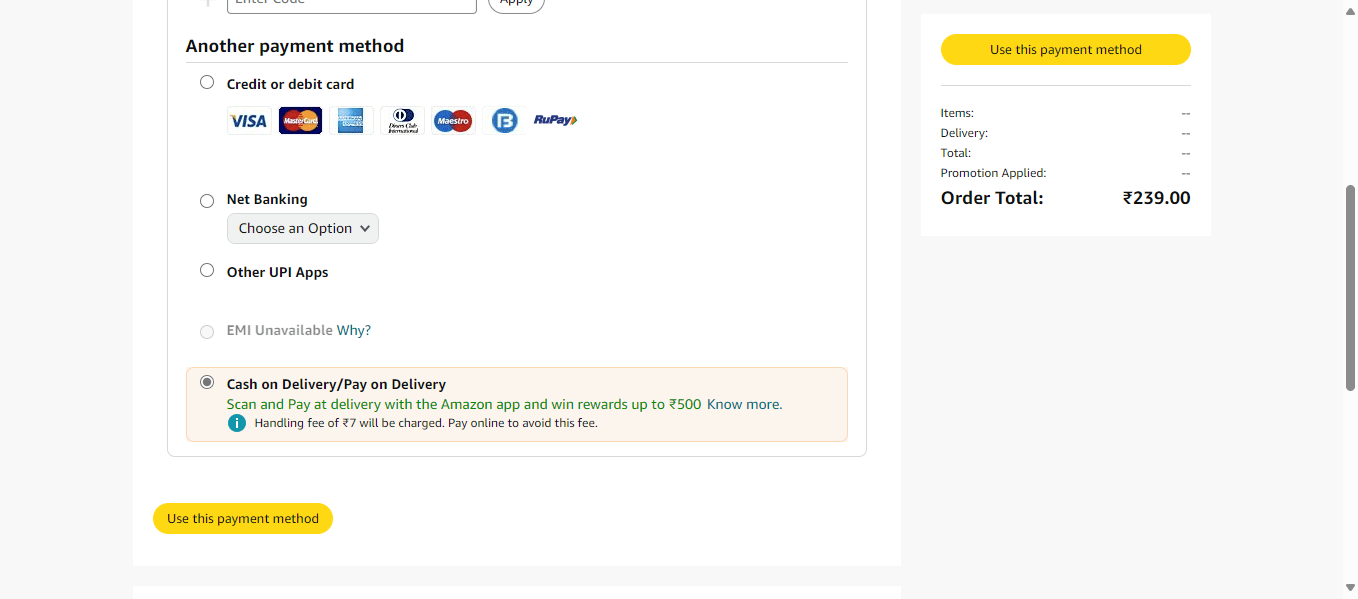 Enter Code
Apply
Another payment method
Credit or debit card
VISA
MasterCard
AMERICAN EXPRESS
Diners Club International
Maestro
B
RuPay
Net Banking
Choose an Option
Other UPI Apps
EMI Unavailable Why?
Cash on Delivery/Pay on Delivery
Scan and Pay at delivery with the Amazon app and win rewards up to ₹500 Know more.
i Handling fee of ₹7 will be charged. Pay online to avoid this fee.
Use this payment method
Use this payment method
Items: --
Delivery: --
Total: --
Promotion Applied: --
Order Total: ₹239.00